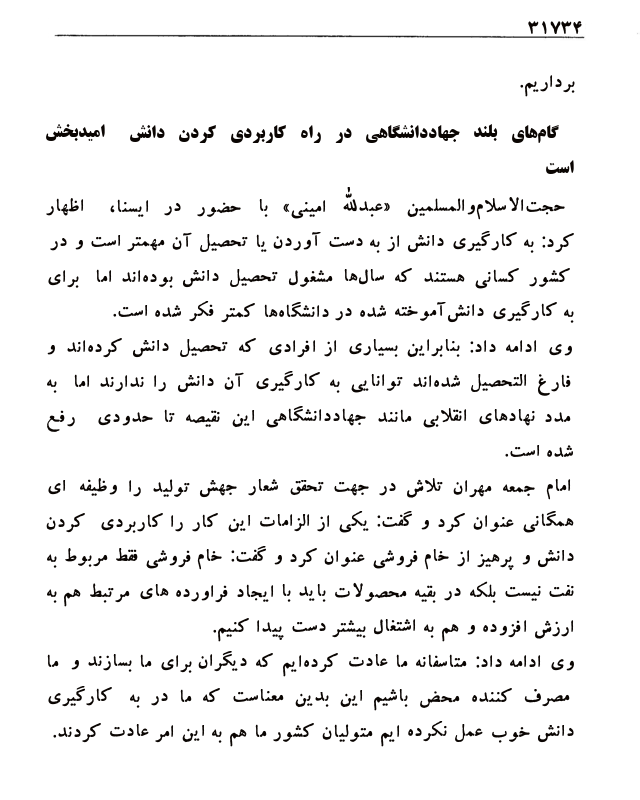 ۳۱۷۳۴
برداریم.
گام‌های بلند جهاددانشگاهی در راه کاربردی کردن دانش امیدبخش
است
حجت‌الاسلام‌والمسلمین «عبدالله امینی» با حضور در ایسنا، اظهار
کرد: به کارگیری دانش از به دست آوردن یا تحصیل آن مهمتر است و در
کشور کسانی هستند که سال‌ها مشغول تحصیل دانش بوده‌اند اما برای
به کارگیری دانش‌آموخته شده در دانشگاه‌ها کمتر فکر شده است.
وی ادامه داد: بنابراین بسیاری از افرادی که تحصیل دانش کرده‌اند و
فارغ التحصیل شده‌اند توانایی به کارگیری آن دانش را ندارند اما به
مدد نهادهای انقلابی مانند جهاددانشگاهی این نقیصه تا حدودی رفع
شده است.
امام جمعه مهران تلاش در جهت تحقق شعار جهش تولید را وظیفه ای
همگانی عنوان کرد و گفت: یکی از الزامات این کار را کاربردی کردن
دانش و پرهیز از خام فروشی عنوان کرد و گفت: خام فروشی فقط مربوط به
نفت نیست بلکه در بقیه محصولات باید با ایجاد فراورده های مرتبط هم به
ارزش افزوده و هم به اشتغال بیشتر دست پیدا کنیم.
وی ادامه داد: متاسفانه ما عادت کرده‌ایم که دیگران برای ما بسازند و ما
مصرف کننده محض باشیم این بدین معناست که ما در به کارگیری
دانش خوب عمل نکرده ایم متولیان کشور ما هم به این امر عادت کردند.